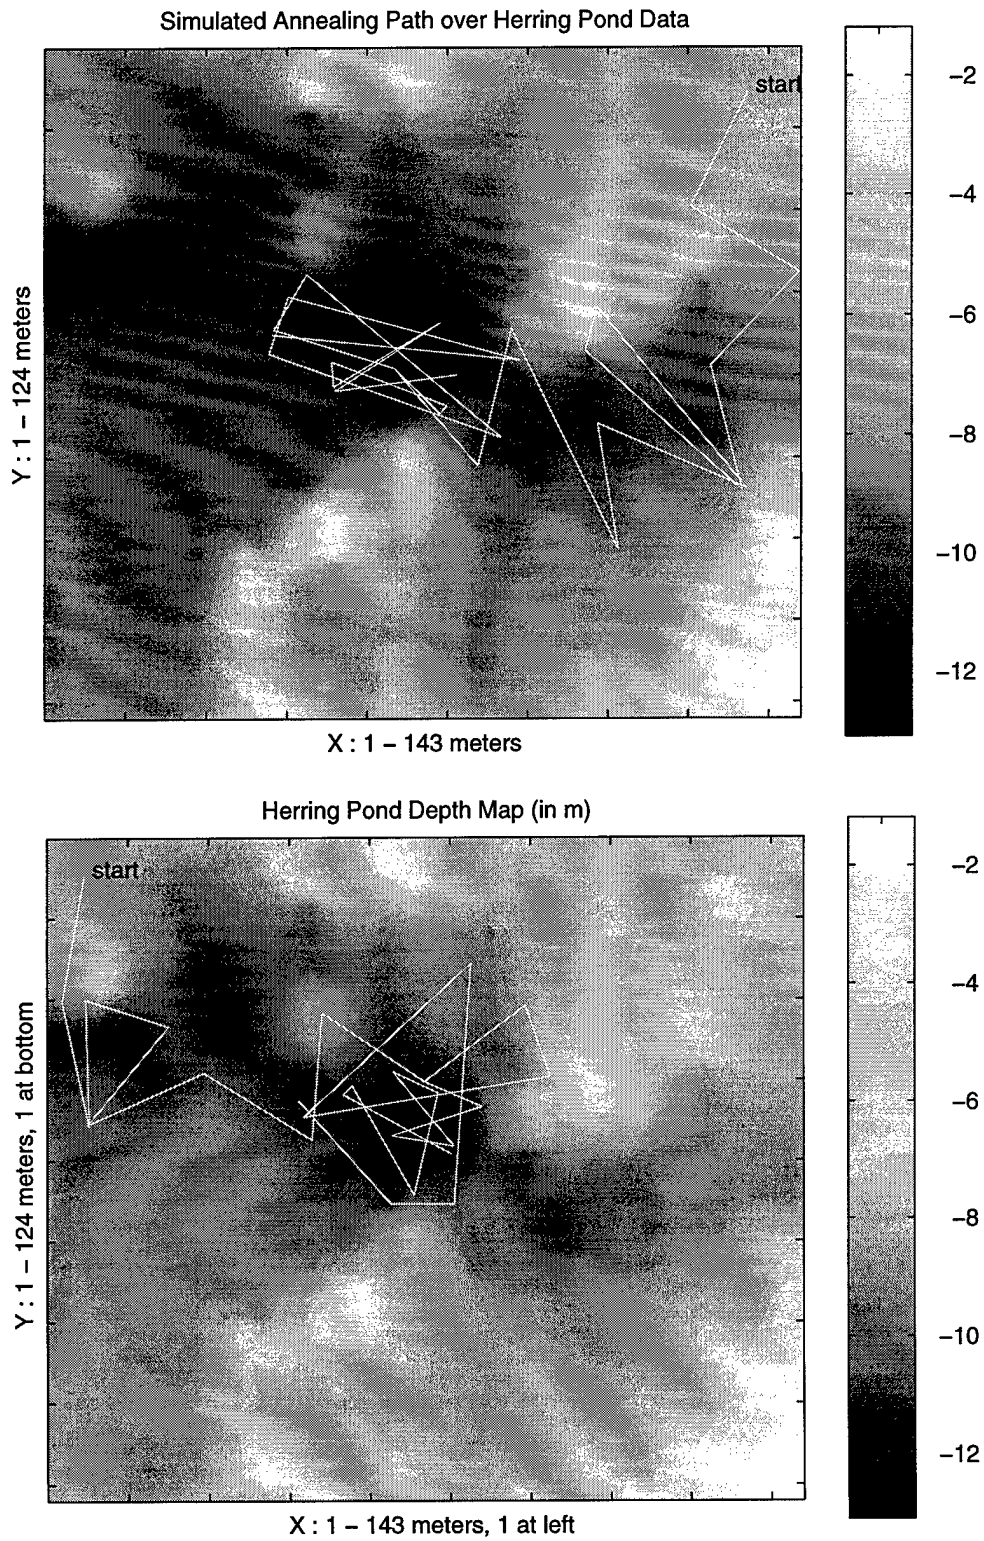 Simulated Annealing Path over Herring Pond Data
start
−2
−4
−6
−8
−10
−12
Y : 1 − 124 meters
X : 1 − 143 meters
Herring Pond Depth Map (in m)
start
−2
−4
−6
−8
−10
−12
Y : 1 − 124 meters, 1 at bottom
X : 1 − 143 meters, 1 at left